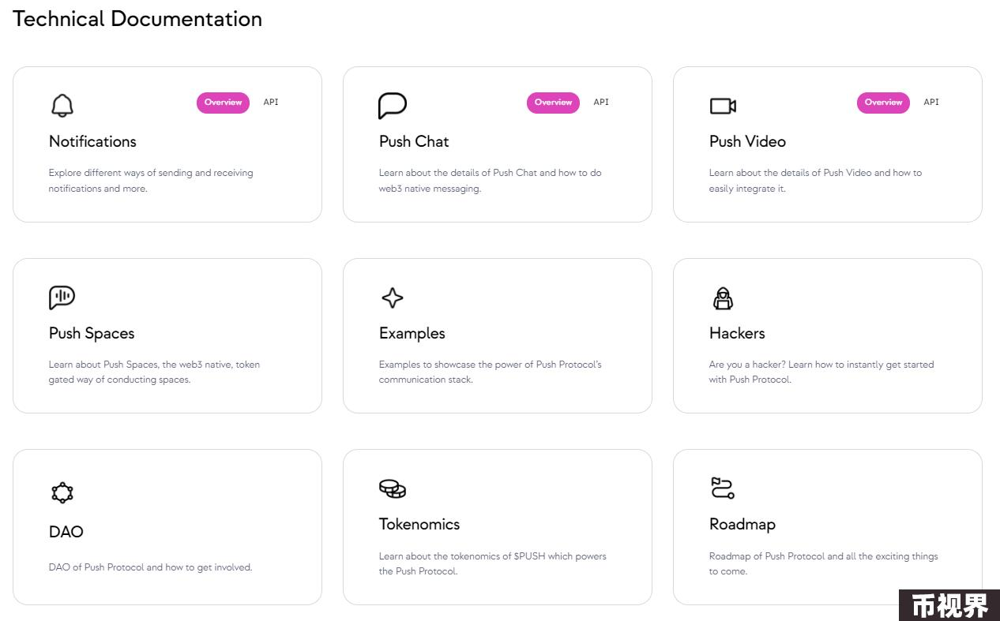 Technical Documentation
Overview API
Notifications
Explore different ways of sending and receiving
notifications and more.
Overview API
Push Chat
Learn about the details of Push Chat and how to do
web3 native messaging.
Overview API
Push Video
Learn about the details of Push Video and how to
easily integrate it.
Push Spaces
Learn about Push Spaces, the web3 native, token
gated way of conducting spaces.
Examples
Examples to showcase the power of Push Protocol's
communication stack.
Hackers
Are you a hacker? Learn how to instantly get started
with Push Protocol.
DAO
DAO of Push Protocol and how to get involved.
Tokenomics
Learn about the tokenomics of $PUSH which powers
the Push Protocol.
Roadmap
Roadmap of Push Protocol and all the exciting things
to come.
币视界